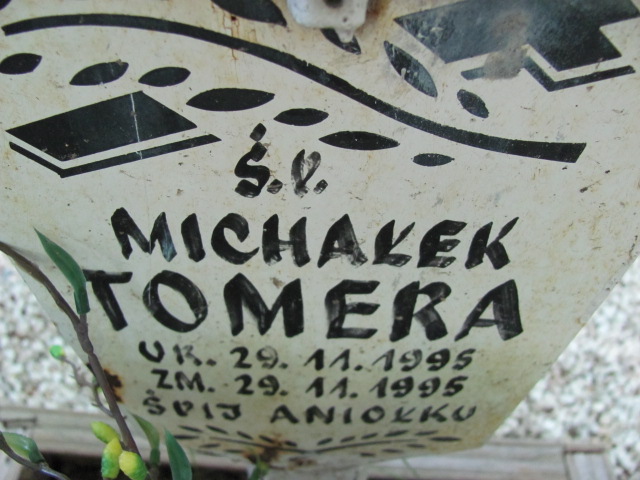 Ś.P.
MICHAŁEK
TOMERA
UR. 29.11.1995
ZM. 29.11.1995
ŚPIJ ANIOŁKU